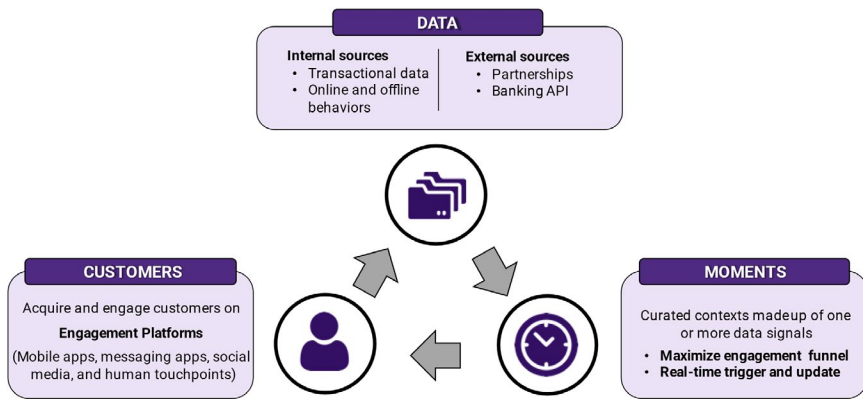 DATA
Internal sources
• Transactional data
• Online and offline
behaviors
External sources
• Partnerships
• Banking API
CUSTOMERS
Acquire and engage customers on
Engagement Platforms
(Mobile apps, messaging apps, social
media, and human touchpoints)
MOMENTS
Curated contexts madeup of one
or more data signals
• Maximize engagement funnel
• Real-time trigger and update